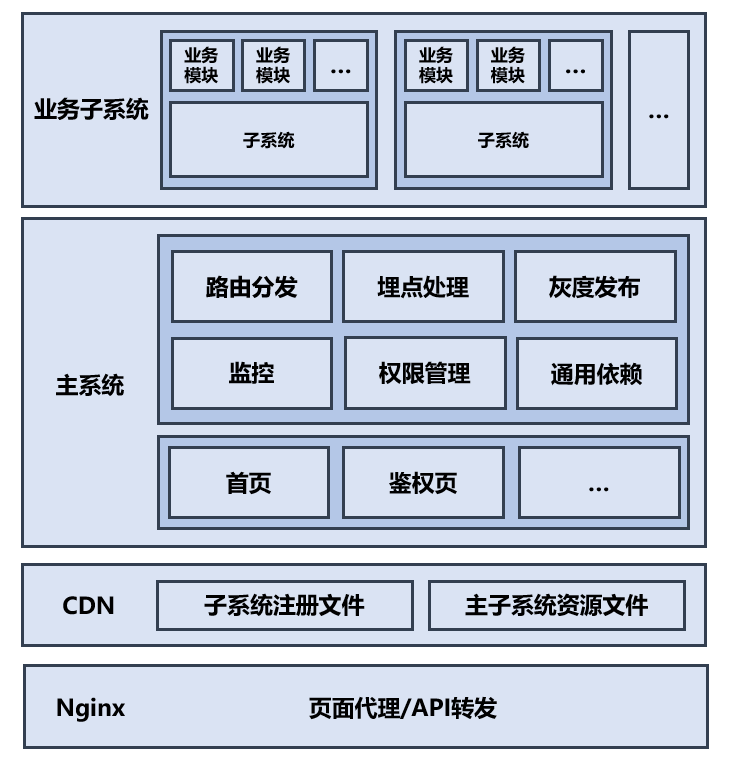 业务子系统
业务
模块
业务
模块
...
子系统
业务
模块
业务
模块
...
子系统
...
主系统
路由分发
埋点处理
灰度发布
监控
权限管理
通用依赖
首页
鉴权页
...
CDN
子系统注册文件
主子系统资源文件
Nginx
页面代理/API转发